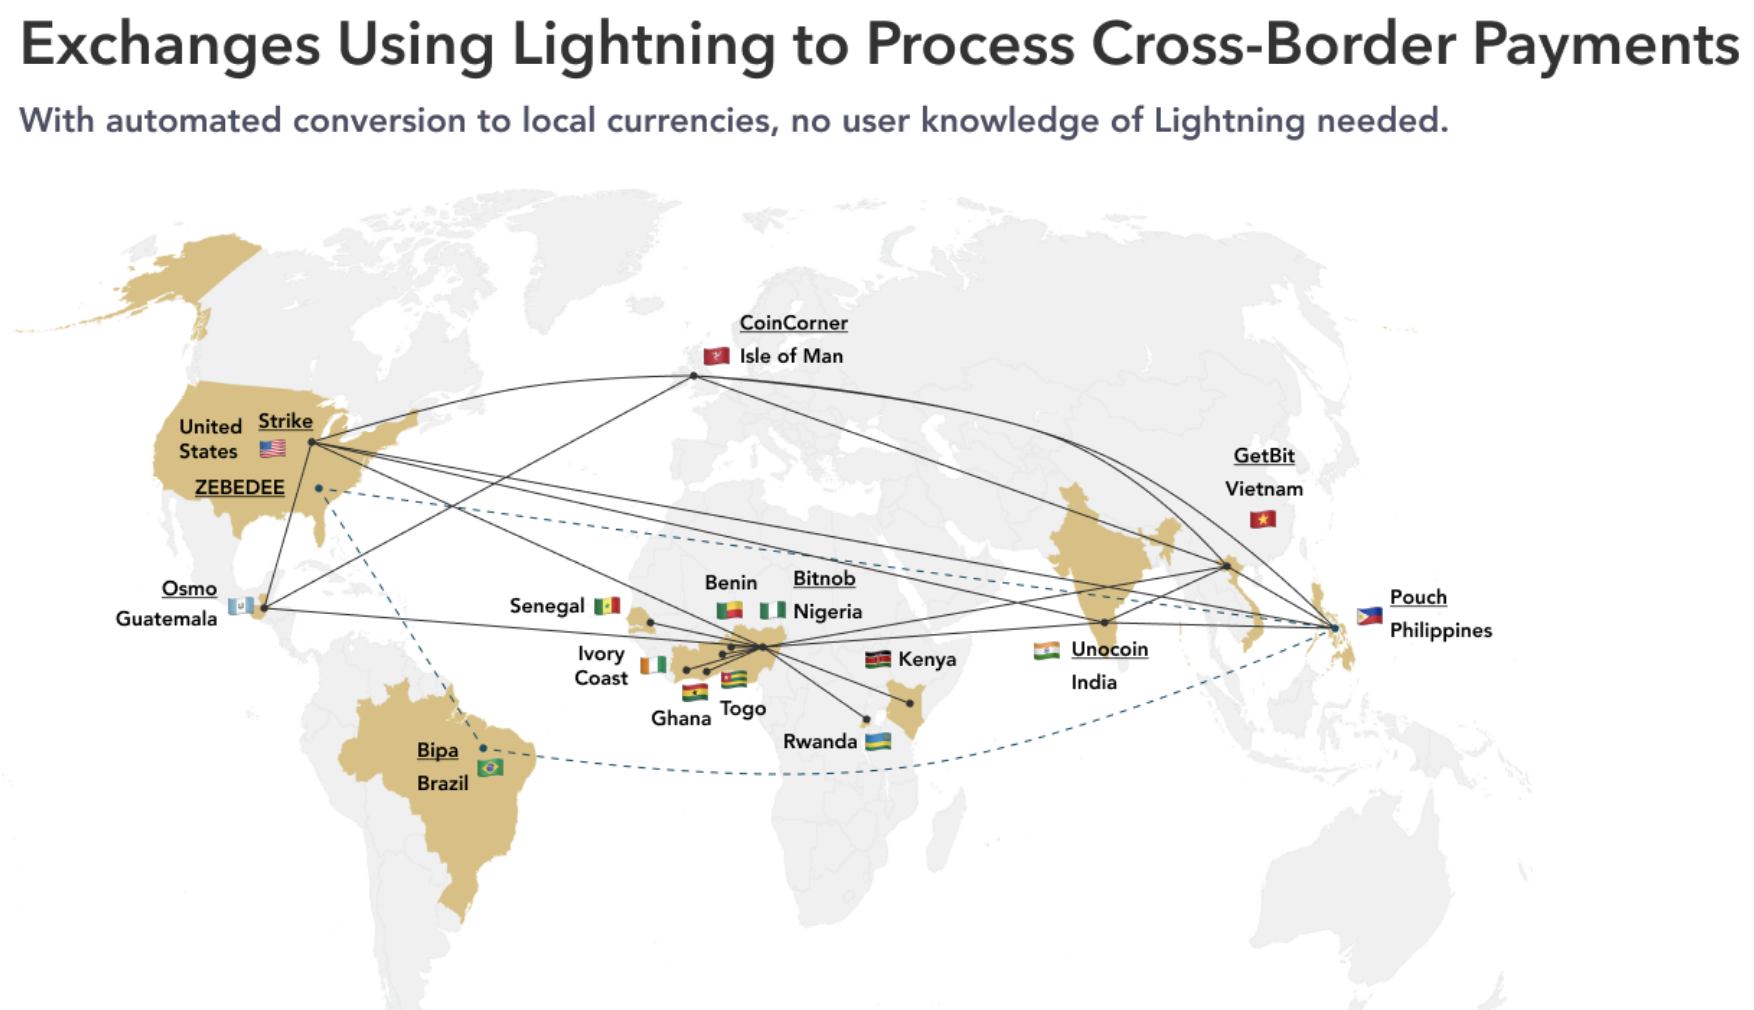 Exchanges Using Lightning to Process Cross-Border Payments
With automated conversion to local currencies, no user knowledge of Lightning needed.
CoinCorner
Isle of Man
United
States
Strike
ZEBEDEE
GetBit
Vietnam
Osmo
Guatemala
Senegal
Benin
Bitnob
Nigeria
Pouch
Philippines
Ivory
Coast
Kenya
Unocoin
India
Ghana
Togo
Rwanda
Bipa
Brazil